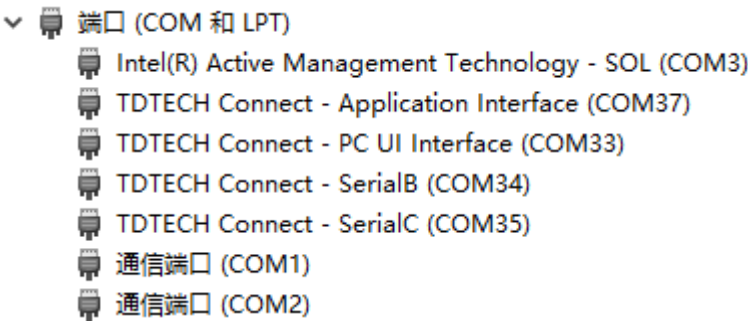 端口 (COM 和 LPT)
Intel(R) Active Management Technology - SOL (COM3)
TDTECH Connect - Application Interface (COM37)
TDTECH Connect - PC UI Interface (COM33)
TDTECH Connect - SerialB (COM34)
TDTECH Connect - SerialC (COM35)
通信端口 (COM1)
通信端口 (COM2)